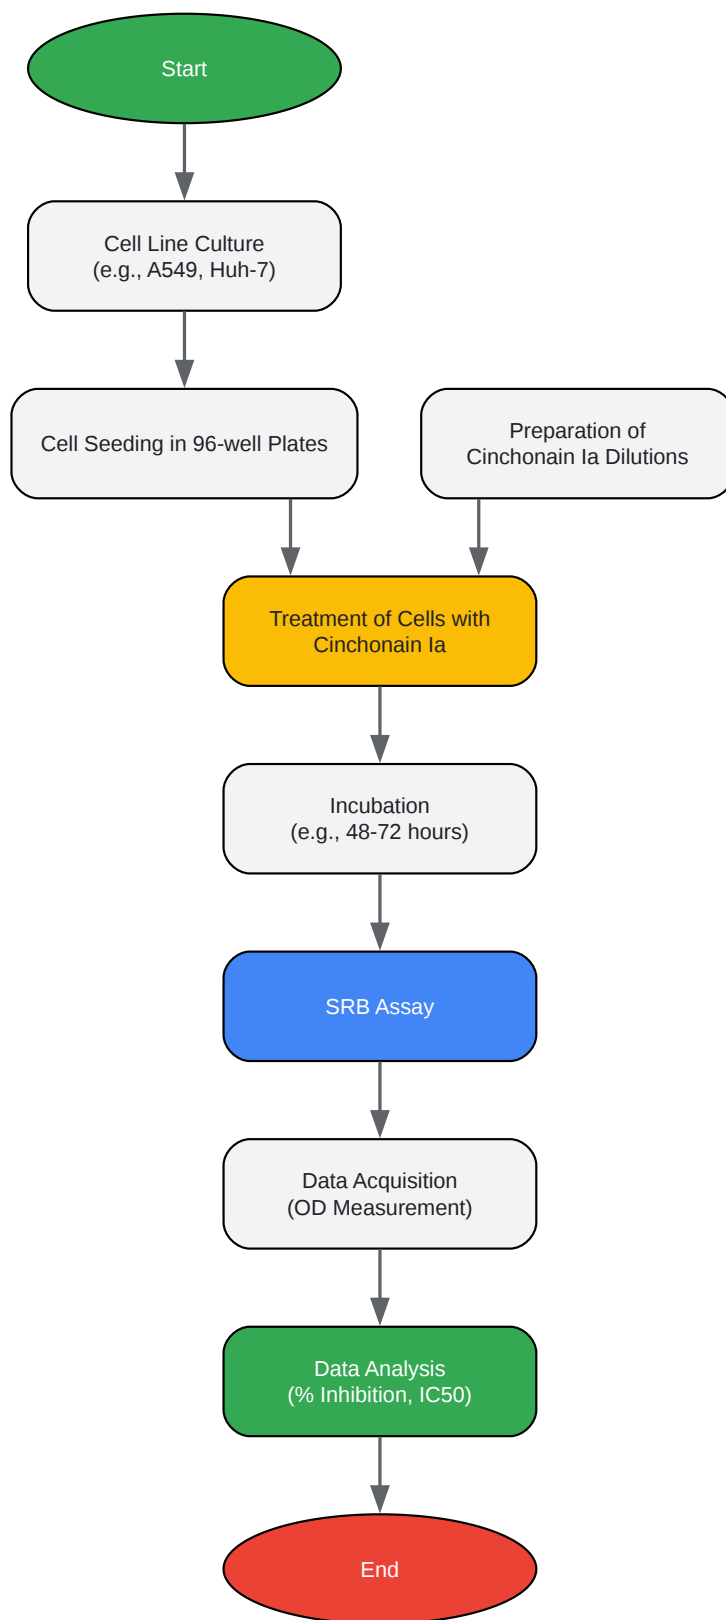 Start
Cell Line Culture
(e.g., A549, Huh-7)
Cell Seeding in 96-well Plates
Preparation of
Cinchonain Ia Dilutions
Treatment of Cells with
Cinchonain Ia
Incubation
(e.g., 48-72 hours)
SRB Assay
Data Acquisition
(OD Measurement)
Data Analysis
(% Inhibition, IC50)
End